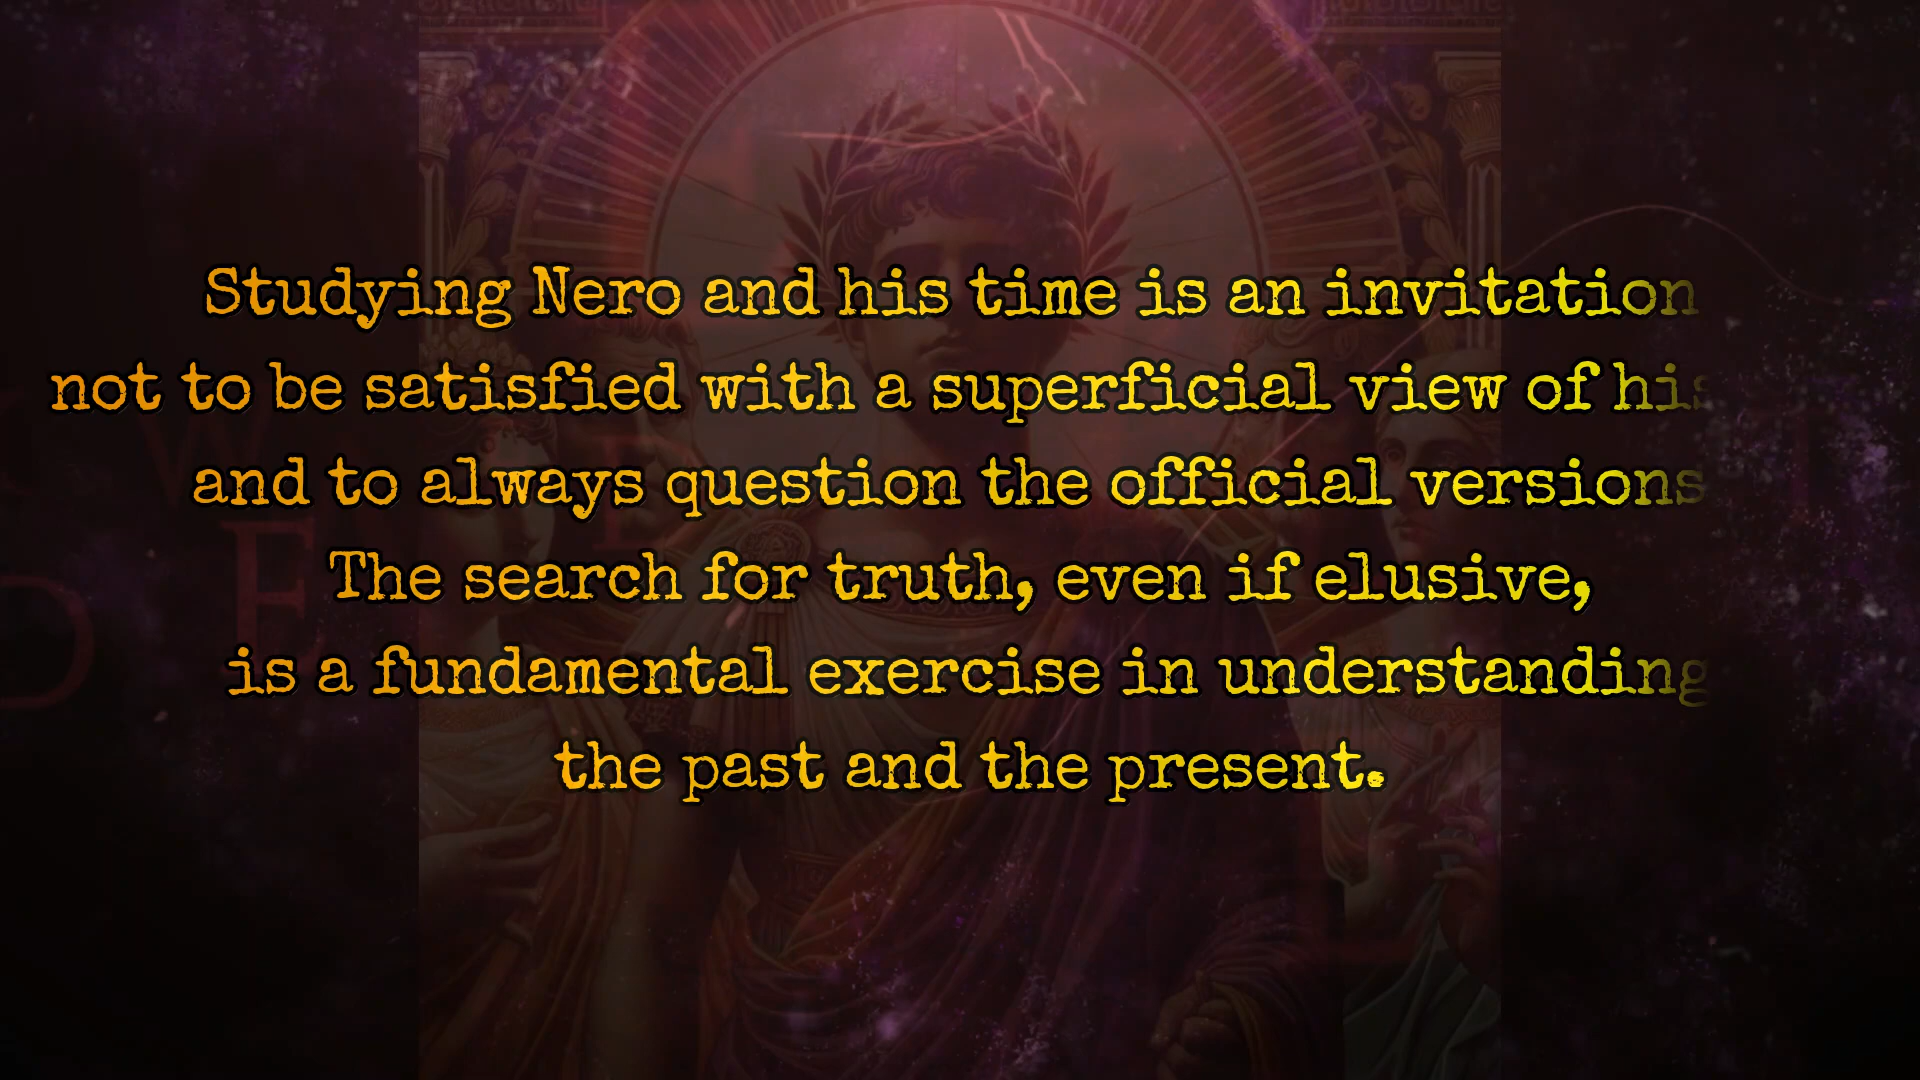 Studying Nero and his time is an invitation
not to be satisfied with a superficial view of his
and to always question the official versions
The search for truth, even if elusive,
is a fundamental exercise in understanding
the past and the present.